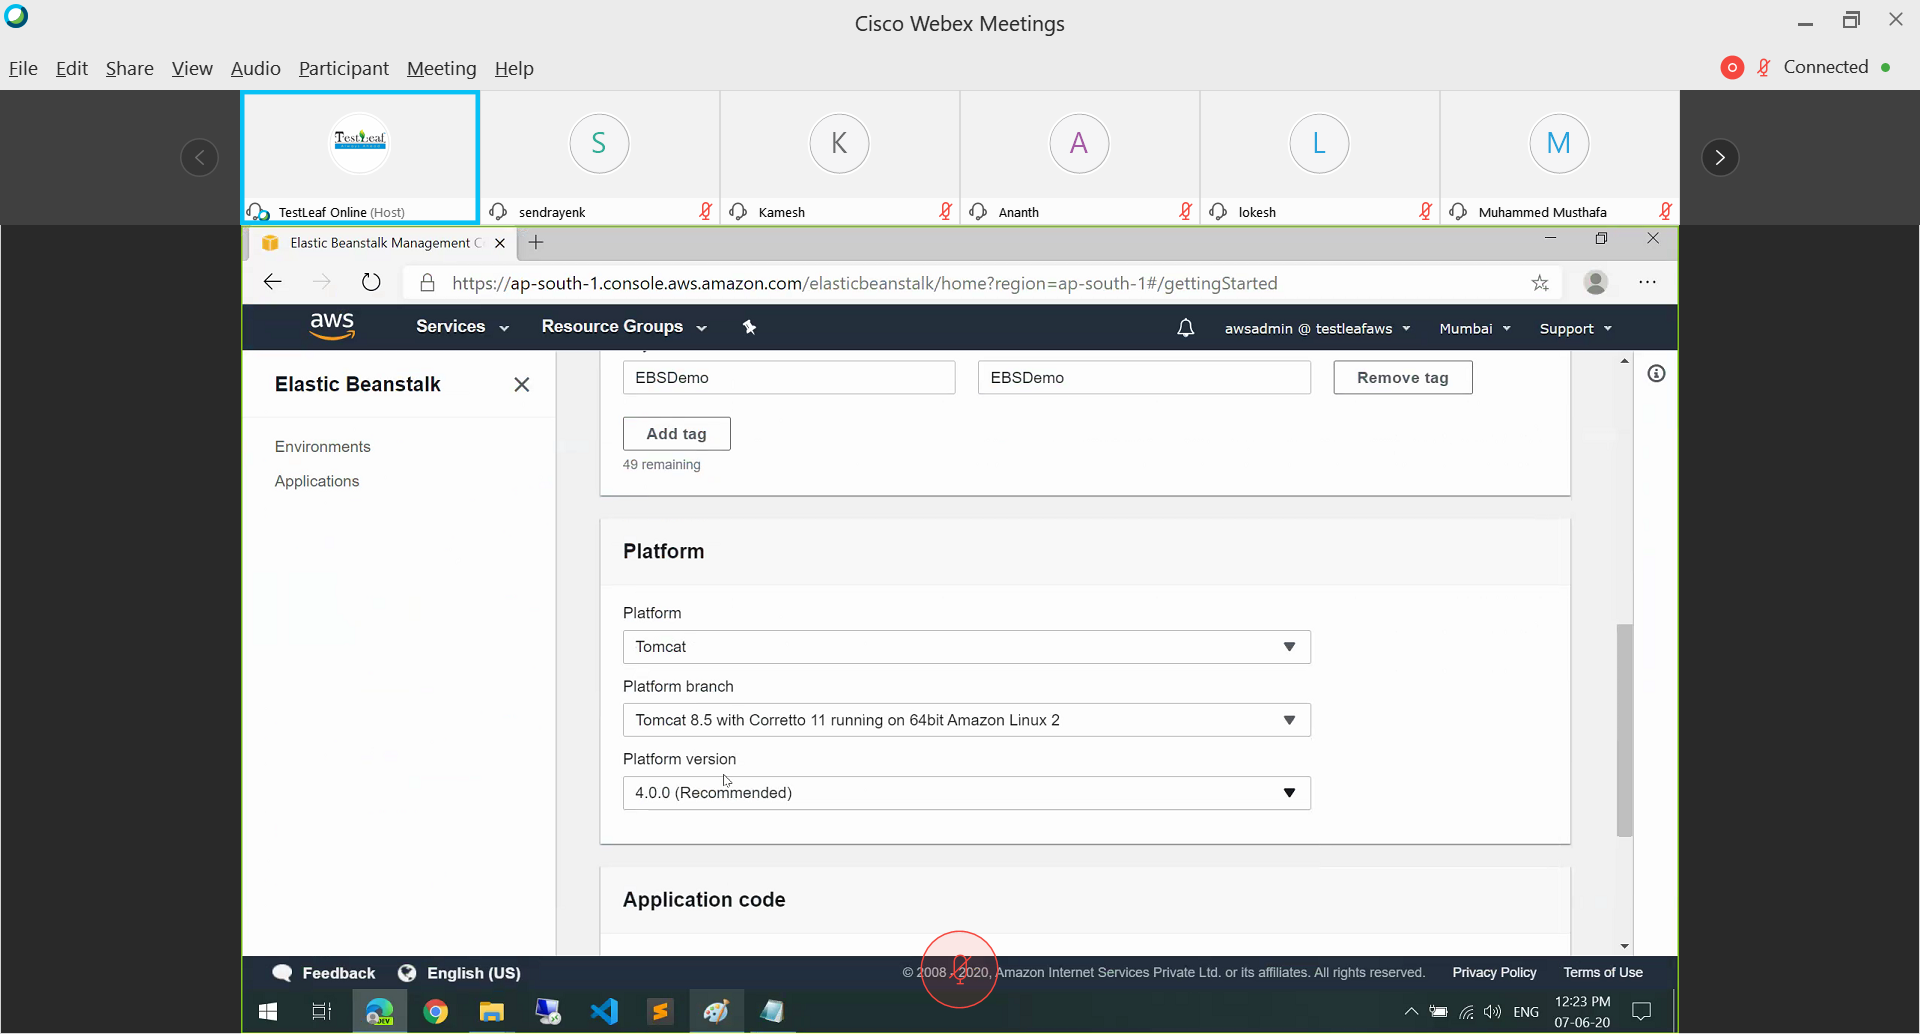 Cisco Webex Meetings
File Edit Share View Audio Participant Meeting Help
Connected
TestLeaf
S
K
A
L
M
TestLeaf Online (Host)
sendrayenk
Kamesh
Ananth
lokesh
Muhammed Musthafa
Elastic Beanstalk Management C
https://ap-south-1.console.aws.amazon.com/elasticbeanstalk/home?region=ap-south-1#/gettingStarted
aws
Services
Resource Groups
awsadmin @ testleafaws
Mumbai
Support
Elastic Beanstalk
Environments
Applications
EBSDemo
EBSDemo
Remove tag
Add tag
49 remaining
Platform
Platform
Tomcat
Platform branch
Tomcat 8.5 with Corretto 11 running on 64bit Amazon Linux 2
Platform version
4.0.0 (Recommended)
Application code
Feedback
English (US)
© 2008 - 2020, Amazon Internet Services Private Ltd. or its affiliates. All rights reserved.
Privacy Policy
Terms of Use
DEV
ENG
12:23 PM
07-06-20